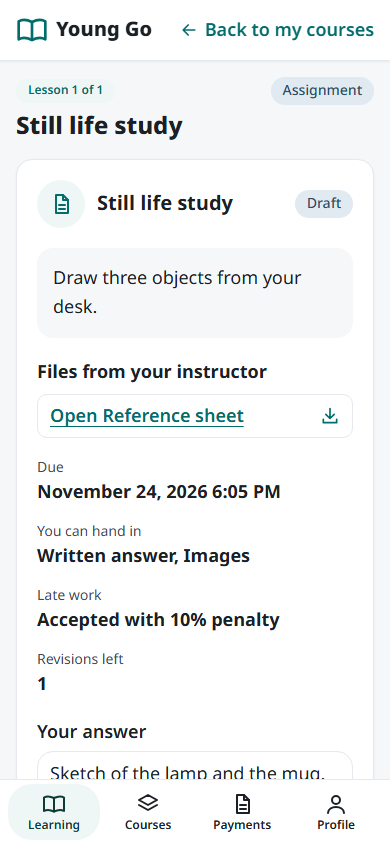 Young Go
Back to my courses
Lesson 1 of 1
Assignment
Still life study
Still life study
Draft
Draw three objects from your
desk.
Files from your instructor
Open Reference sheet
Due
November 24, 2026 6:05 PM
You can hand in
Written answer, Images
Late work
Accepted with 10% penalty
Revisions left
1
Your answer
Sketch of the lamp and the mug.
Learning
Courses
Payments
Profile